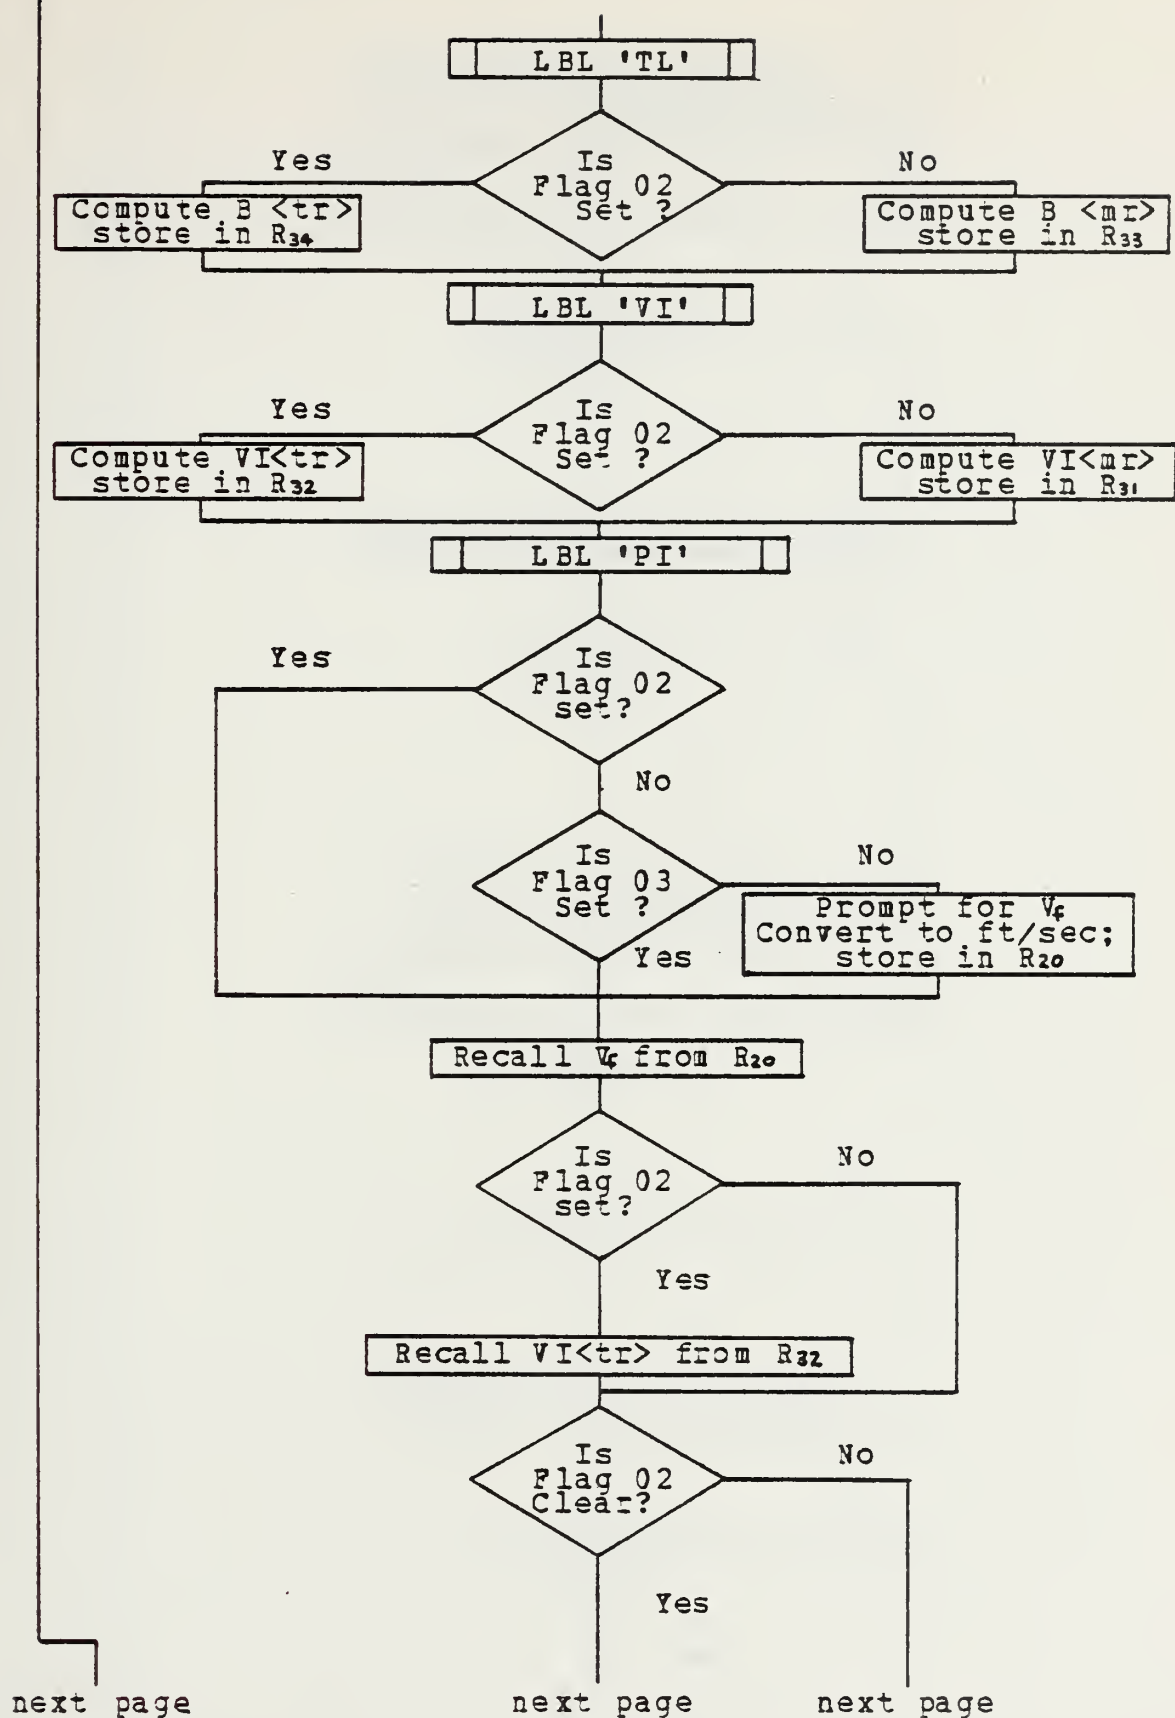 LBL 'TL'
Is
Flag 02
Set ?
Yes
No
Compute B <tr>
store in R34
Compute B <mr>
store in R33
LBL 'VI'
Is
Flag 02
Set ?
Yes
No
Compute VI<tr>
store in R32
Compute VI<mr>
store in R31
LBL 'PI'
Is
Flag 02
set?
Yes
No
Is
Flag 03
Set ?
No
Yes
Prompt for Vf
Convert to ft/sec;
store in R20
Recall Vf from R20
Is
Flag 02
set?
No
Yes
Recall VI<tr> from R32
Is
Flag 02
Clear?
No
Yes
next page
next page
next page